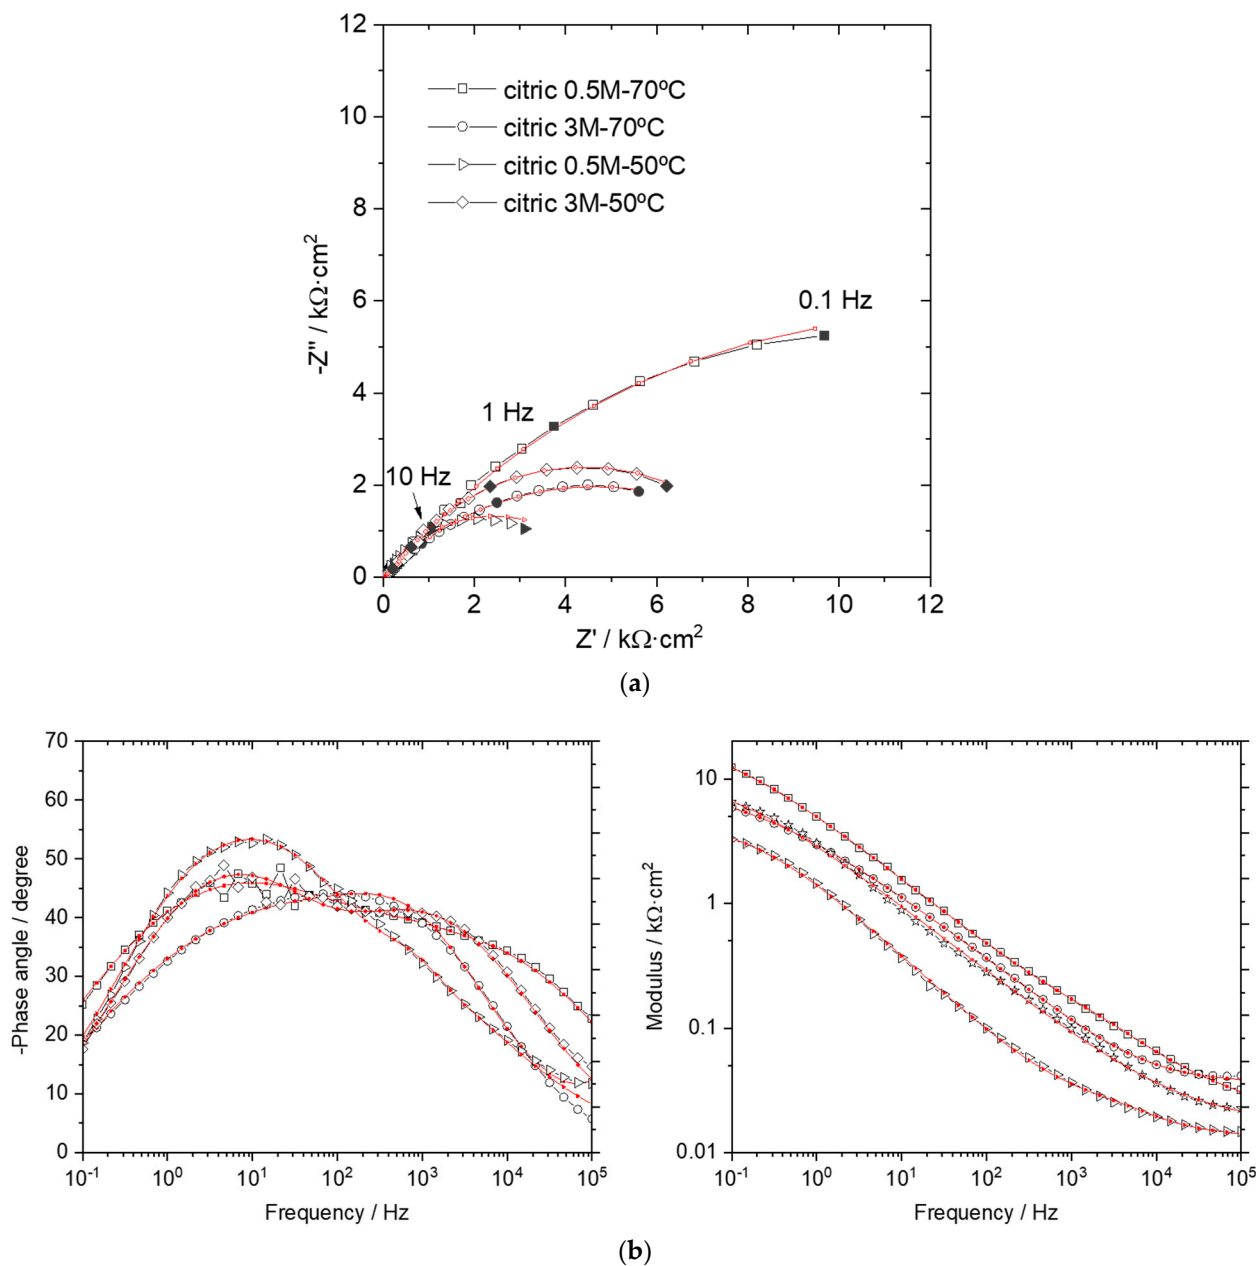 12
10
8
6
4
2
0
-Z" / kΩ·cm²
citric 0.5M-70ºC
citric 3M-70ºC
citric 0.5M-50ºC
citric 3M-50ºC
0.1 Hz
1 Hz
10 Hz
0 2 4 6 8 10 12
Z' / kΩ·cm²
(a)
70
60
50
40
30
20
10
0
-Phase angle / degree
10⁻¹ 10⁰ 10¹ 10² 10³ 10⁴ 10⁵
Frequency / Hz
10
1
0.1
0.01
Modulus / kΩ·cm²
10⁻¹ 10⁰ 10¹ 10² 10³ 10⁴ 10⁵
Frequency / Hz
(b)